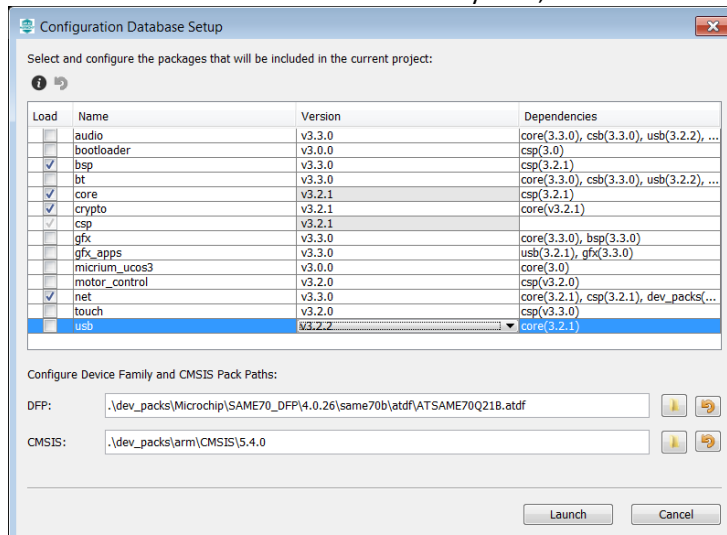 Configuration Database Setup
Select and configure the packages that will be included in the current project:
Load Name Version Dependencies
audio v3.3.0 core(3.3.0), csb(3.3.0), usb(3.2.2), ...
bootloader v3.0.0 csp(3.0)
bsp v3.3.0 csp(3.2.1)
bt v3.3.0 core(3.3.0), csb(3.3.0), usb(3.2.2), ...
core v3.2.1 csp(3.2.1)
crypto v3.2.1 core(v3.2.1)
csp v3.2.1
gfx v3.3.0 core(3.3.0), bsp(3.3.0)
gfx_apps v3.3.0 usb(3.2.1), gfx(3.3.0)
micrium_ucos3 v3.0.0 core(3.0)
motor_control v3.2.0 csp(v3.2.0)
net v3.3.0 core(3.2.1), csp(3.2.1), dev_packs(...
touch v3.2.0 csp(v3.3.0)
usb v3.2.2 core(3.2.1)
Configure Device Family and CMSIS Pack Paths:
DFP: .\dev_packs\Microchip\SAME70_DFP\4.0.26\same70b\atdf\ATSAME70Q21B.atdf
CMSIS: .\dev_packs\arm\CMSIS\5.4.0
Launch Cancel